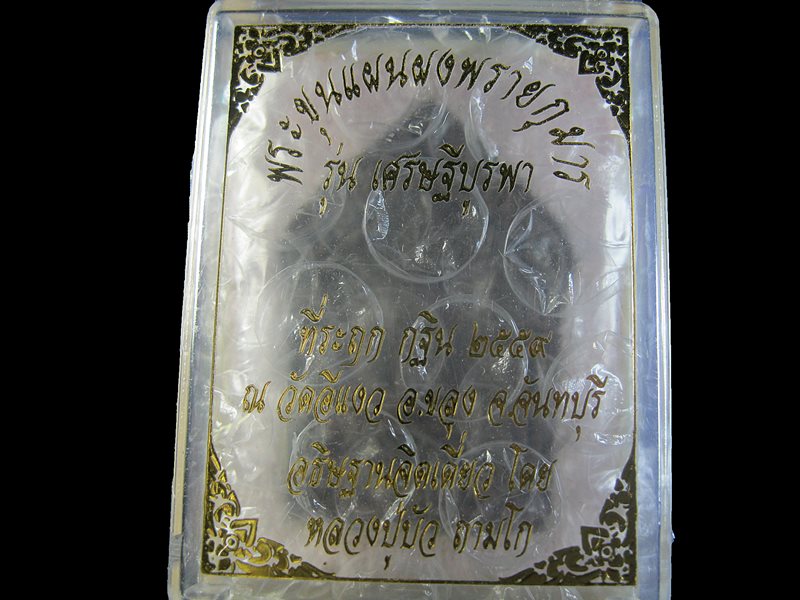 พระขุนแผนผงพรายกุมาร
รุ่น เศรษฐีบูรพา
ที่ระฤก กฐิน ๒๕๕๙
ณ วัดอีแงว อ.ขลุง จ.จันทบุรี
อธิษฐานจิตเดี่ยว โดย
หลวงปู่บัว ถามโก